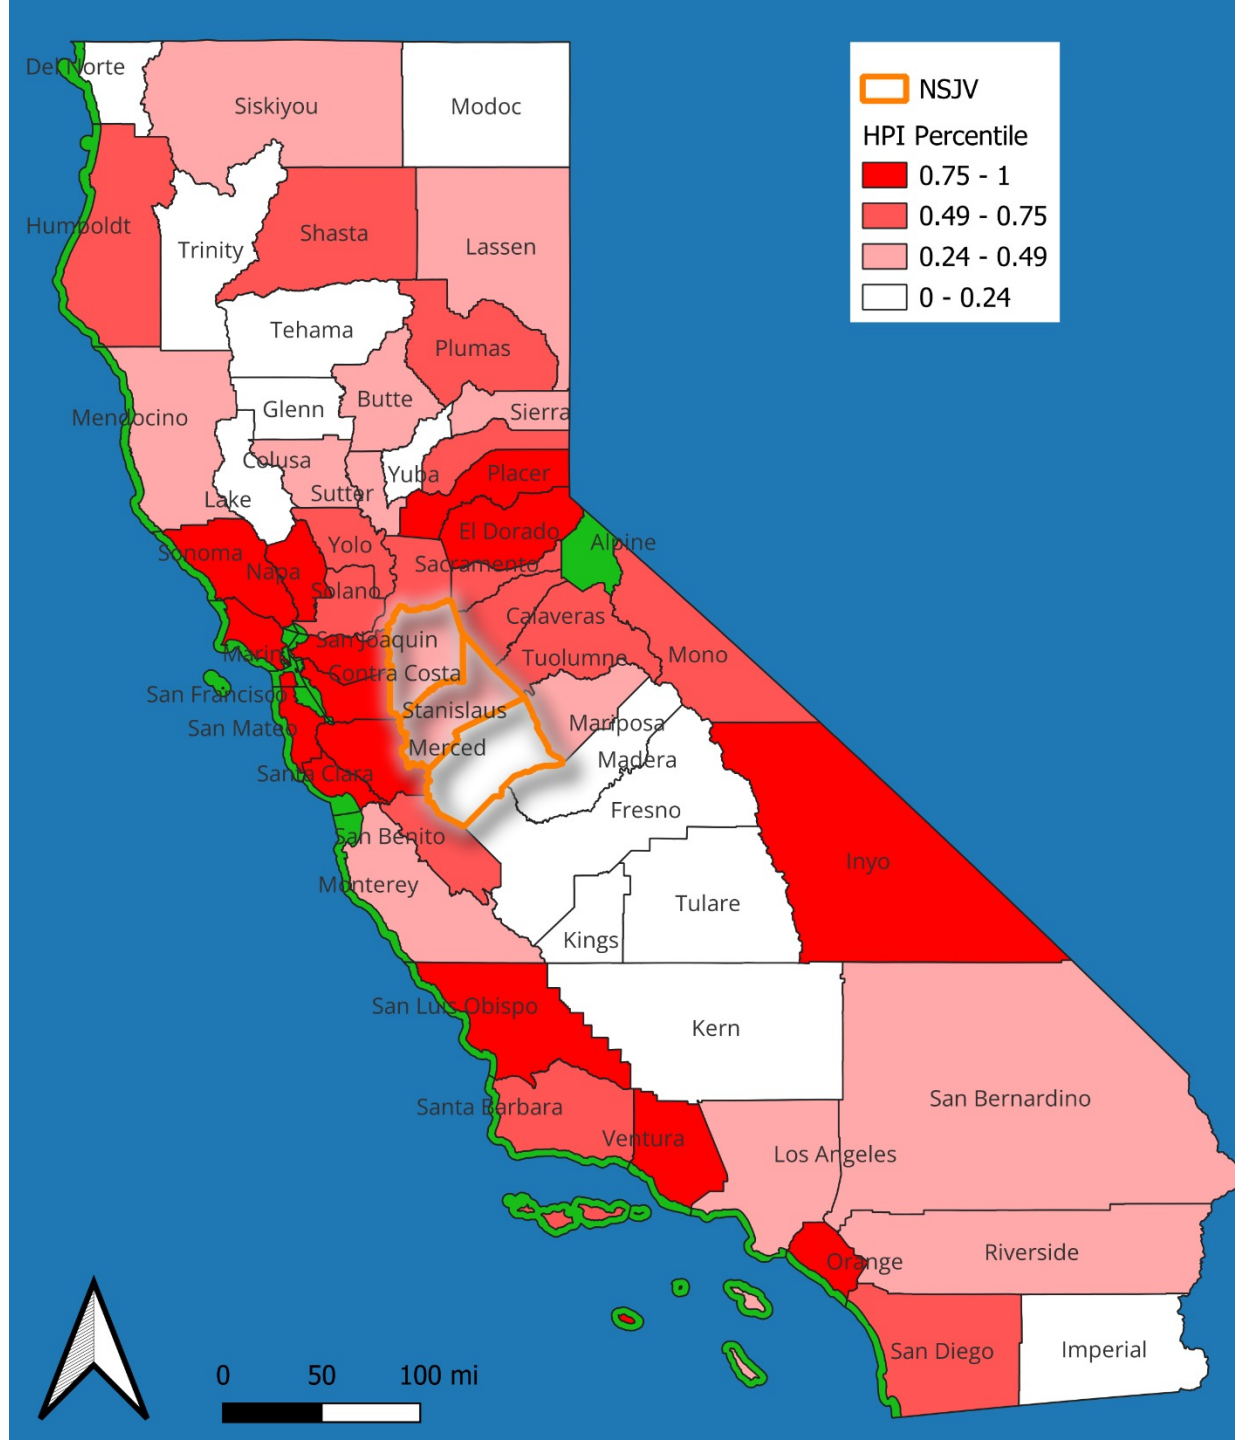 Del Norte
Siskiyou
Modoc
NSJV
HPI Percentile
0.75 - 1
0.49 - 0.75
0.24 - 0.49
0 - 0.24
Humboldt
Trinity
Shasta
Lassen
Tehama
Plumas
Mendocino
Glenn
Butte
Sierra
Colusa
Lake
Sutter
Yuba
Placer
Sonoma
Napa
Yolo
El Dorado
Alpine
Sacramento
Solano
Calaveras
Marin
San Joaquin
Contra Costa
Tuolumne
Mono
San Francisco
San Mateo
Stanislaus
Mariposa
Santa Clara
Merced
Madera
Fresno
San Benito
Monterey
Inyo
Tulare
Kings
San Luis Obispo
Kern
Santa Barbara
Ventura
San Bernardino
Los Angeles
Orange
Riverside
San Diego
Imperial
0 50 100 mi